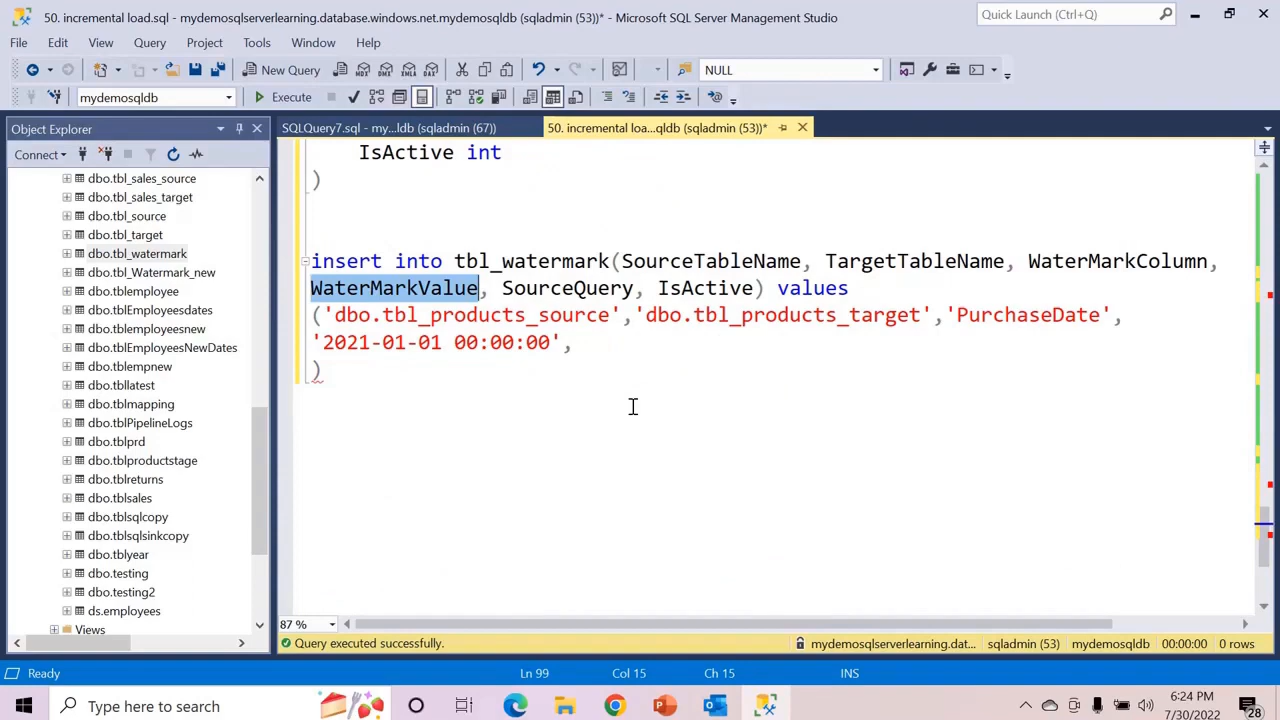 50. incremental load.sql - mydemosqlserverlearning.database.windows.net.mydemosqldb (sqladmin (53))* - Microsoft SQL Server Management Studio
Quick Launch (Ctrl+Q)
File Edit View Query Project Tools Window Help
New Query
MDX DMX XMLA DAX
NULL
mydemosqldb
Execute
Object Explorer
SQLQuery7.sql - my...ldb (sqladmin (67))
50. incremental loa...qldb (sqladmin (53))*
Connect
dbo.tbl_sales_source
dbo.tbl_sales_target
dbo.tbl_source
dbo.tbl_target
dbo.tbl_watermark
dbo.tbl_Watermark_new
dbo.tblemployee
dbo.tblEmployeesdates
dbo.tblemployeesnew
dbo.tblEmployeesNewDates
dbo.tblempnew
dbo.tbllatest
dbo.tblmapping
dbo.tblPipelineLogs
dbo.tblprd
dbo.tblproductstage
dbo.tblreturns
dbo.tblsales
dbo.tblsqlcopy
dbo.tblsqlsinkcopy
dbo.tblyear
dbo.testing
dbo.testing2
ds.employees
Views
IsActive int
)
insert into tbl_watermark(SourceTableName, TargetTableName, WaterMarkColumn,
WaterMarkValue, SourceQuery, IsActive) values
('dbo.tbl_products_source','dbo.tbl_products_target','PurchaseDate',
'2021-01-01 00:00:00',
)
87 %
Query executed successfully.
mydemosqlserverlearning.dat...
sqladmin (53)
mydemosqldb
00:00:00
0 rows
Ready
Ln 99
Col 15
Ch 15
INS
Type here to search
6:24 PM
7/30/2022
28